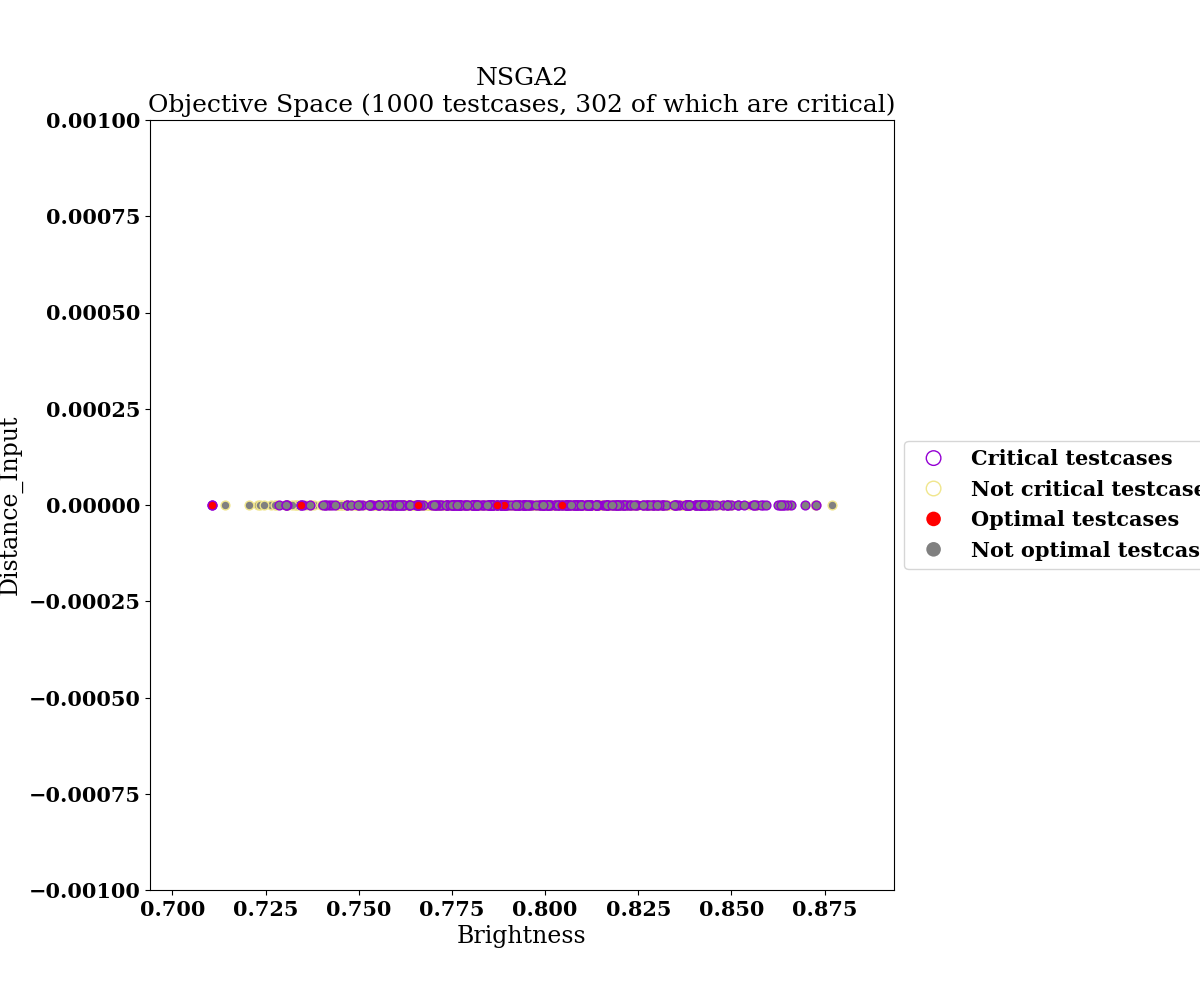 NSGA2
Objective Space (1000 testcases, 302 of which are critical)
0.00100
0.00075
0.00050
0.00025
0.00000
−0.00025
−0.00050
−0.00075
−0.00100
Distance_Input
0.700 0.725 0.750 0.775 0.800 0.825 0.850 0.875
Brightness
Critical testcases
Not critical testcase
Optimal testcases
Not optimal testcas